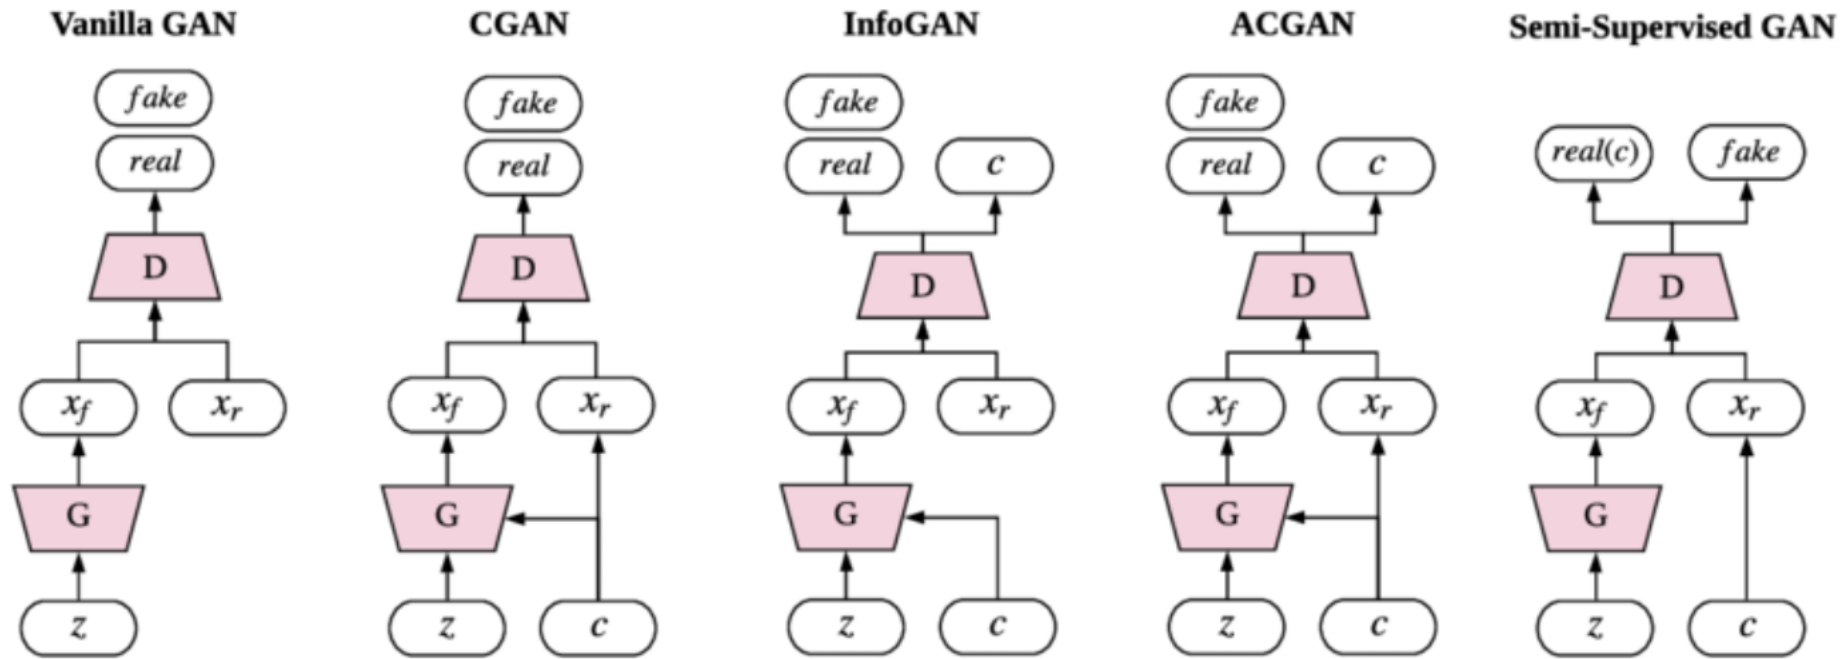 Vanilla GAN
fake
real
D
x_f x_r
G
z
CGAN
fake
real
D
x_f x_r
G
z c
InfoGAN
fake
real c
D
x_f x_r
G
z c
ACGAN
fake
real c
D
x_f x_r
G
z c
Semi-Supervised GAN
real(c) fake
D
x_f x_r
G
z c